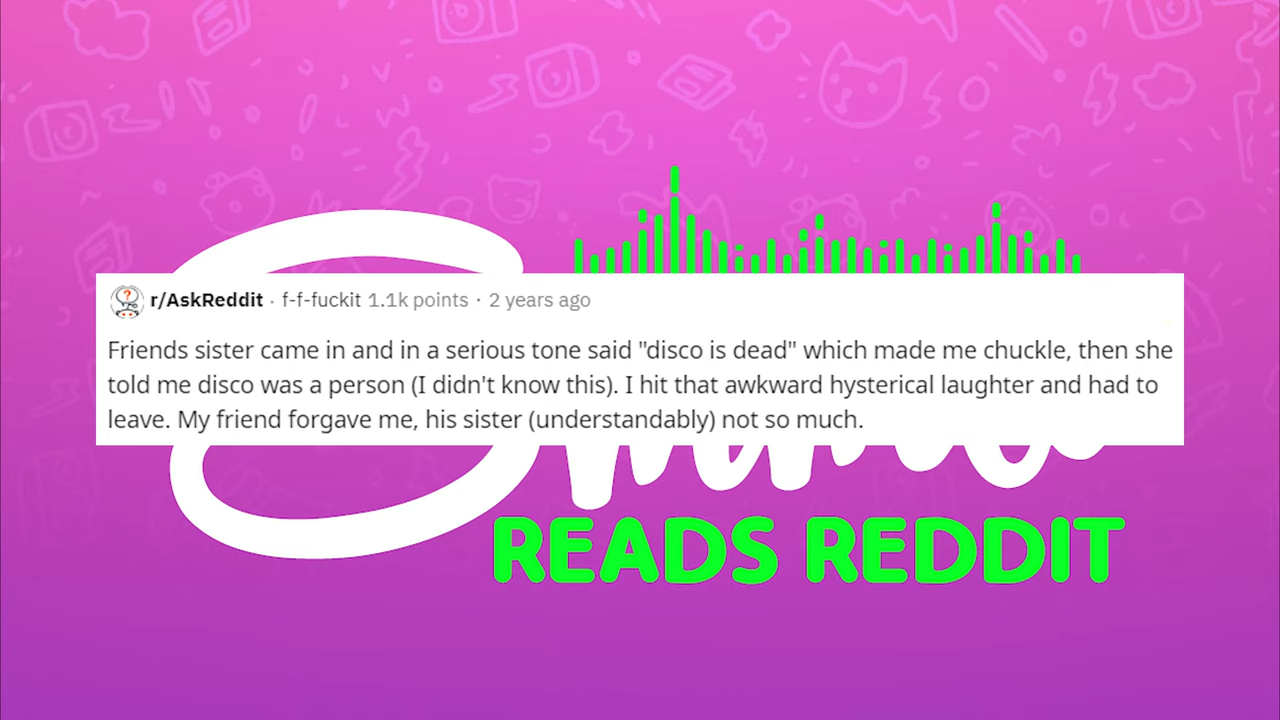 r/AskReddit · f-f-fuckit 1.1k points · 2 years ago
Friends sister came in and in a serious tone said "disco is dead" which made me chuckle, then she
told me disco was a person (I didn't know this). I hit that awkward hysterical laughter and had to
leave. My friend forgave me, his sister (understandably) not so much.
READS REDDIT